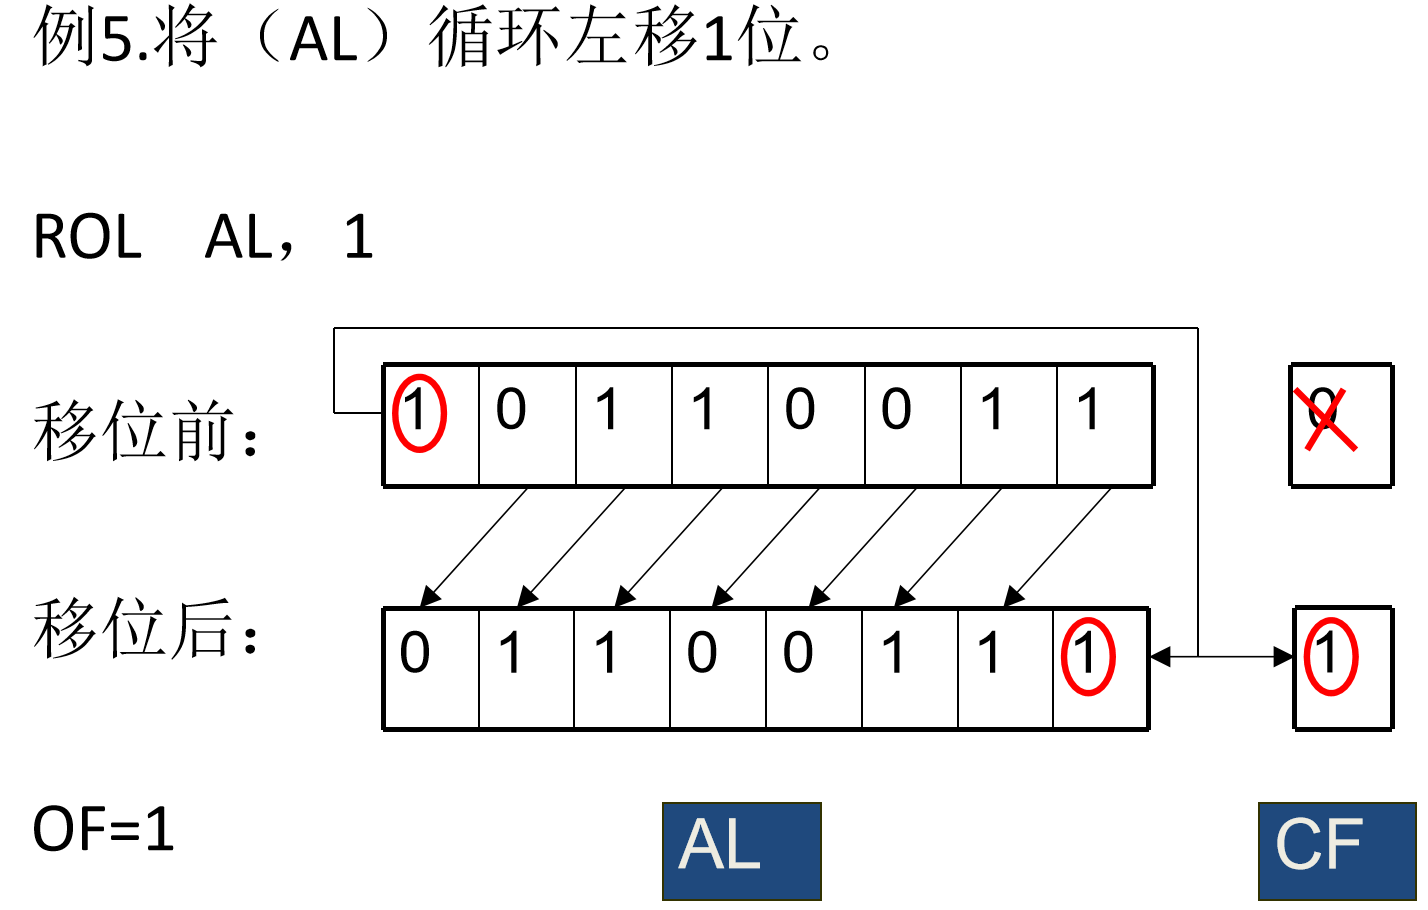 例5.将（AL）循环左移1位。
ROL AL，1
移位前： 1 0 1 1 0 0 1 1 0
移位后： 0 1 1 0 0 1 1 1 1
OF=1 AL CF